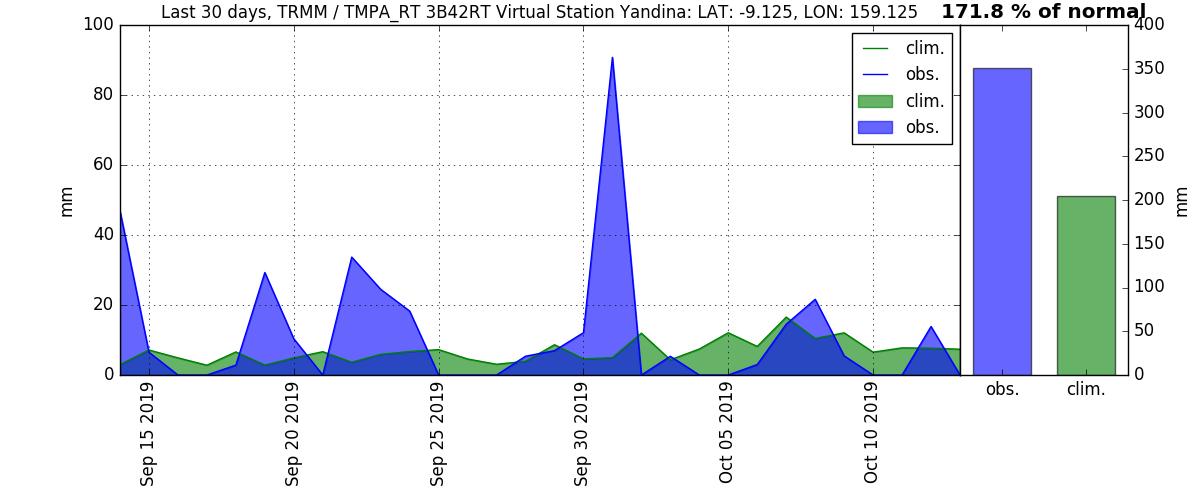 Last 30 days, TRMM / TMPA_RT 3B42RT Virtual Station Yandina: LAT: -9.125, LON: 159.125
171.8 % of normal
100
80
60
40
20
0
mm
clim.
obs.
clim.
obs.
400
350
300
250
200
150
100
50
0
mm
Sep 15 2019
Sep 20 2019
Sep 25 2019
Sep 30 2019
Oct 05 2019
Oct 10 2019
obs.
clim.